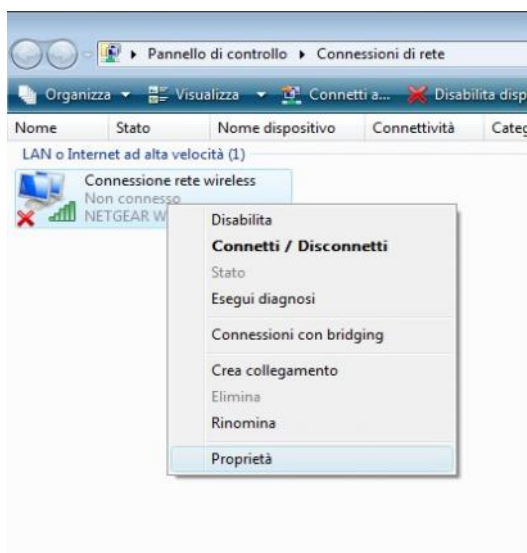 Pannello di controllo Connessioni di rete
Organizza Visualizza Connetti a... Disabilita disp
Nome Stato Nome dispositivo Connettività Categ
LAN o Internet ad alta velocità (1)
Connessione rete wireless
Non connesso
NETGEAR W
Disabilita
Connetti / Disconnetti
Stato
Esegui diagnosi
Connessioni con bridging
Crea collegamento
Elimina
Rinomina
Proprietà